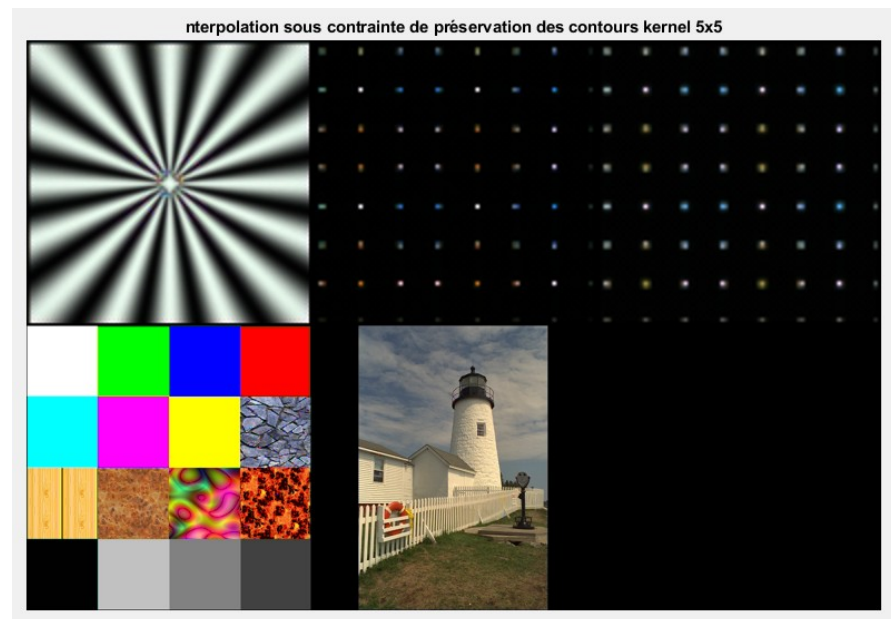 nterpolation sous contrainte de préservation des contours kernel 5x5